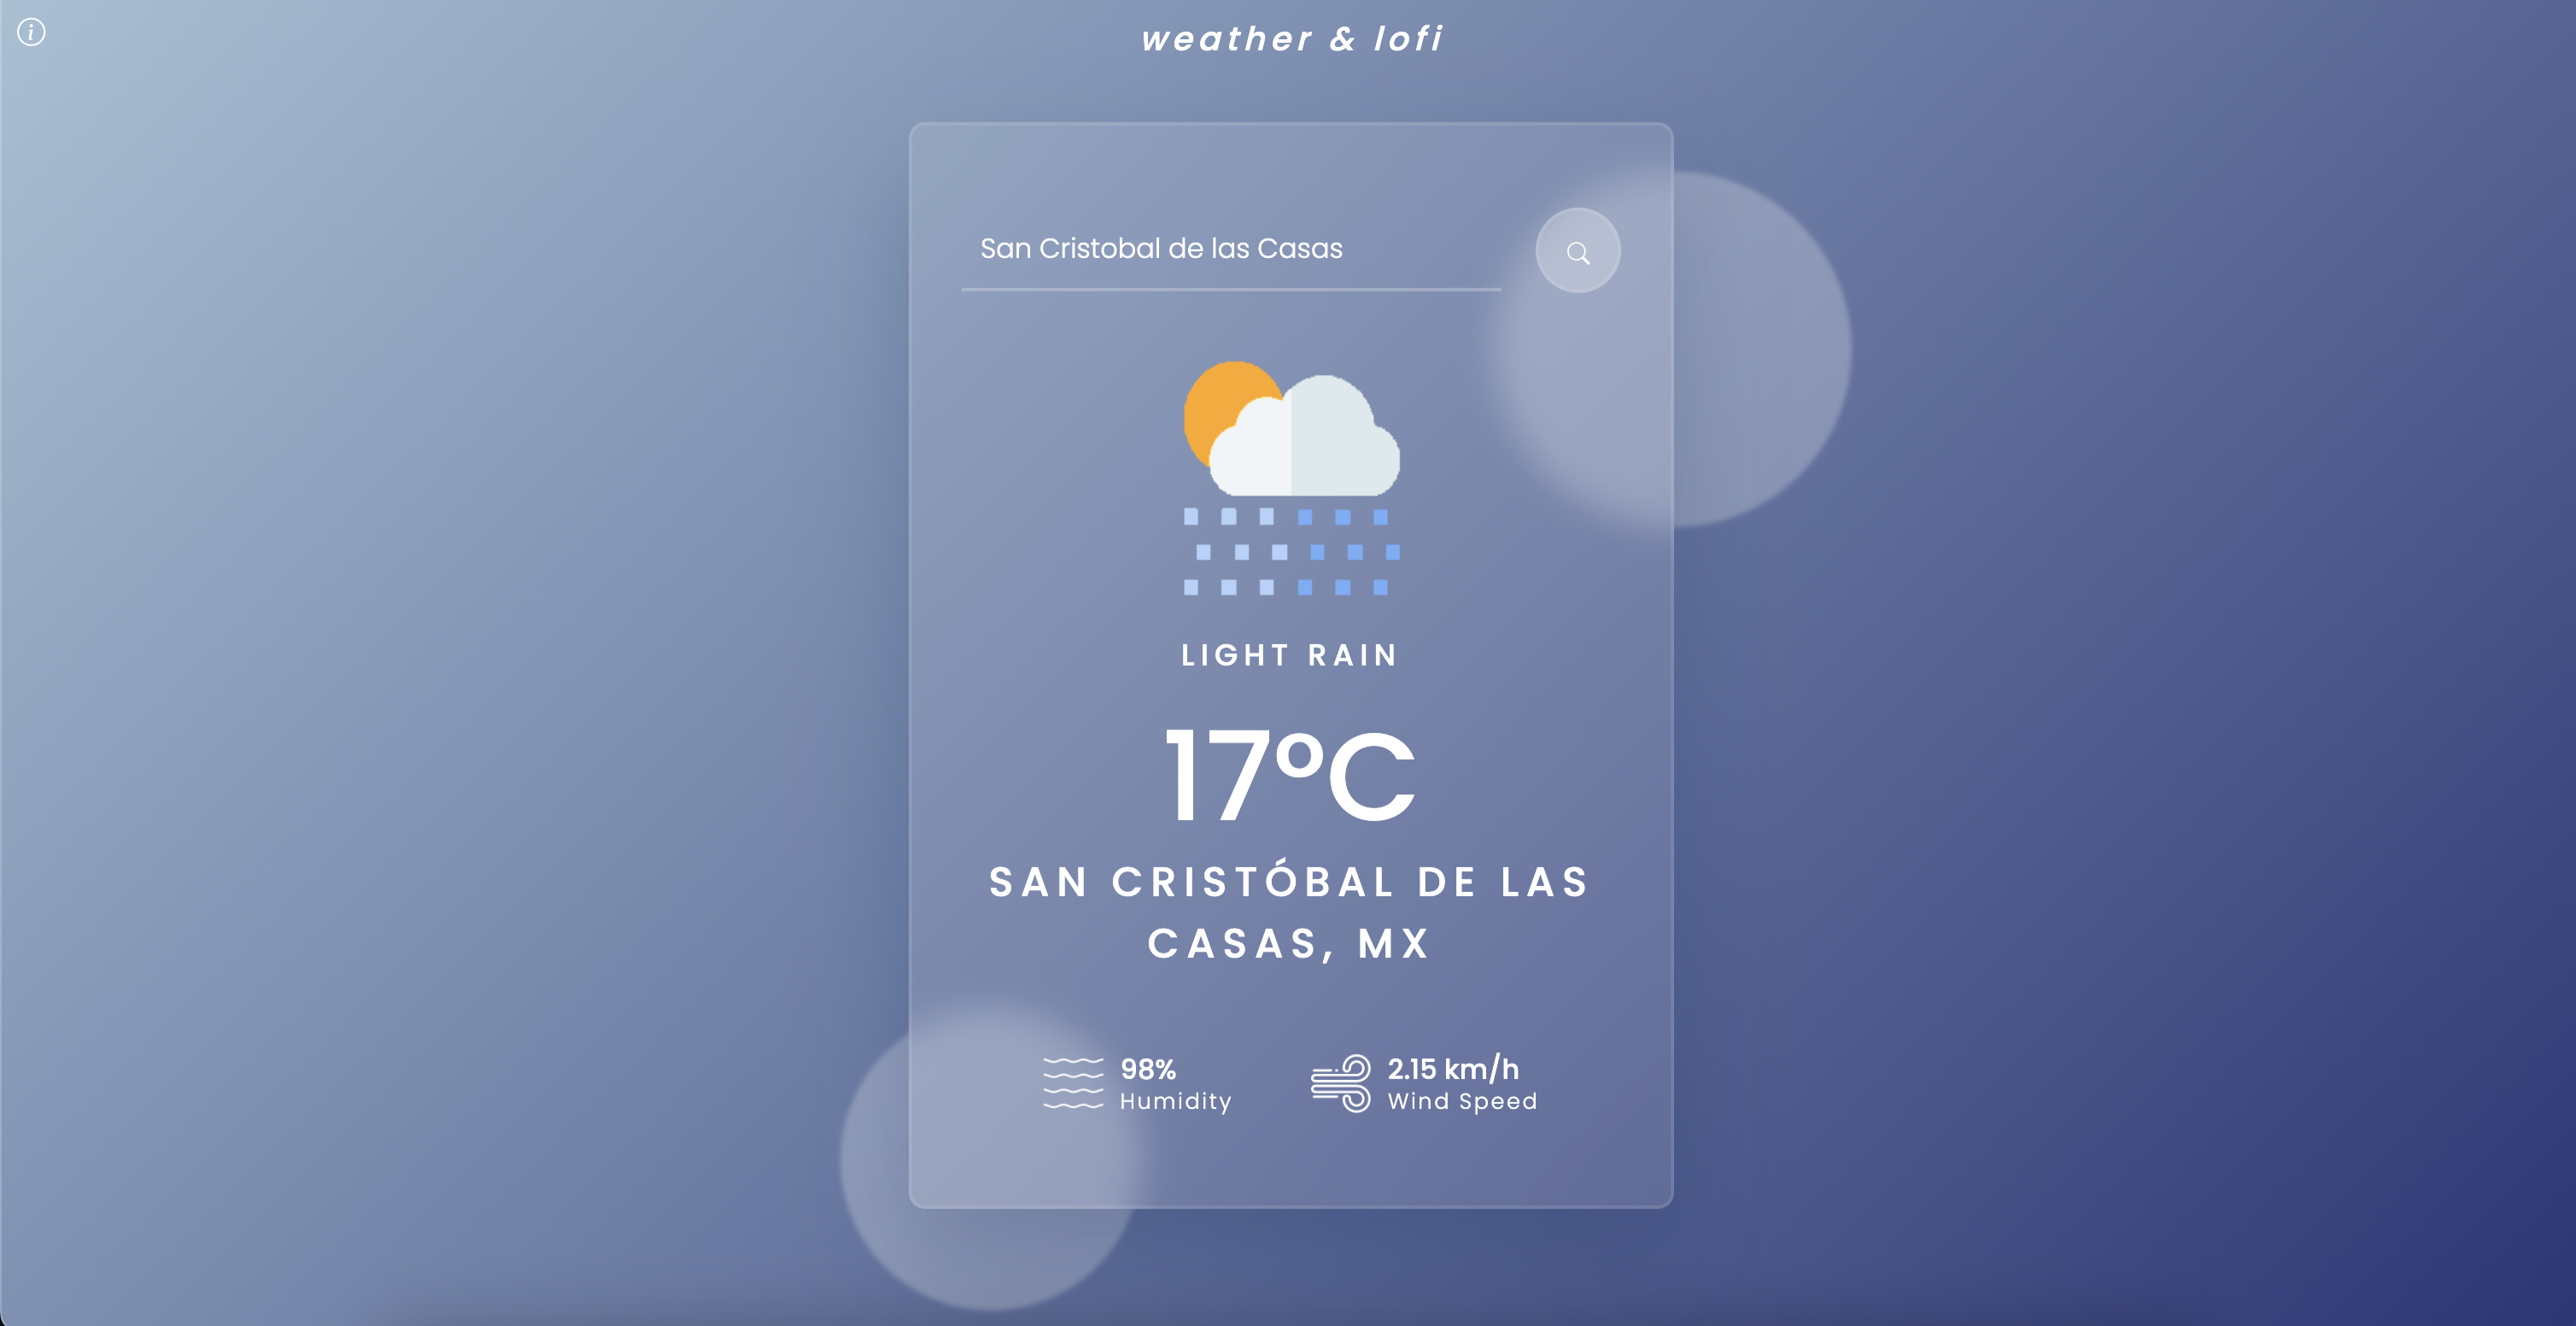 weather & lofi
San Cristobal de las Casas
LIGHT RAIN
17°C
SAN CRISTÓBAL DE LAS
CASAS, MX
98%
Humidity
2.15 km/h
Wind Speed